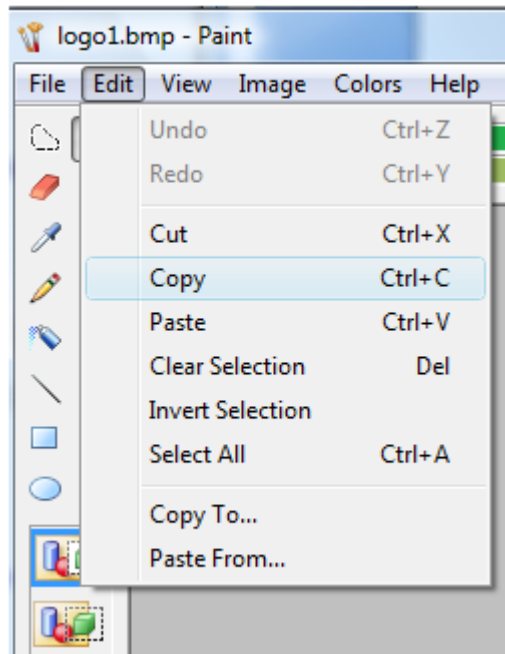 logo1.bmp - Paint
File Edit View Image Colors Help
Undo Ctrl+Z
Redo Ctrl+Y
Cut Ctrl+X
Copy Ctrl+C
Paste Ctrl+V
Clear Selection Del
Invert Selection
Select All Ctrl+A
Copy To...
Paste From...